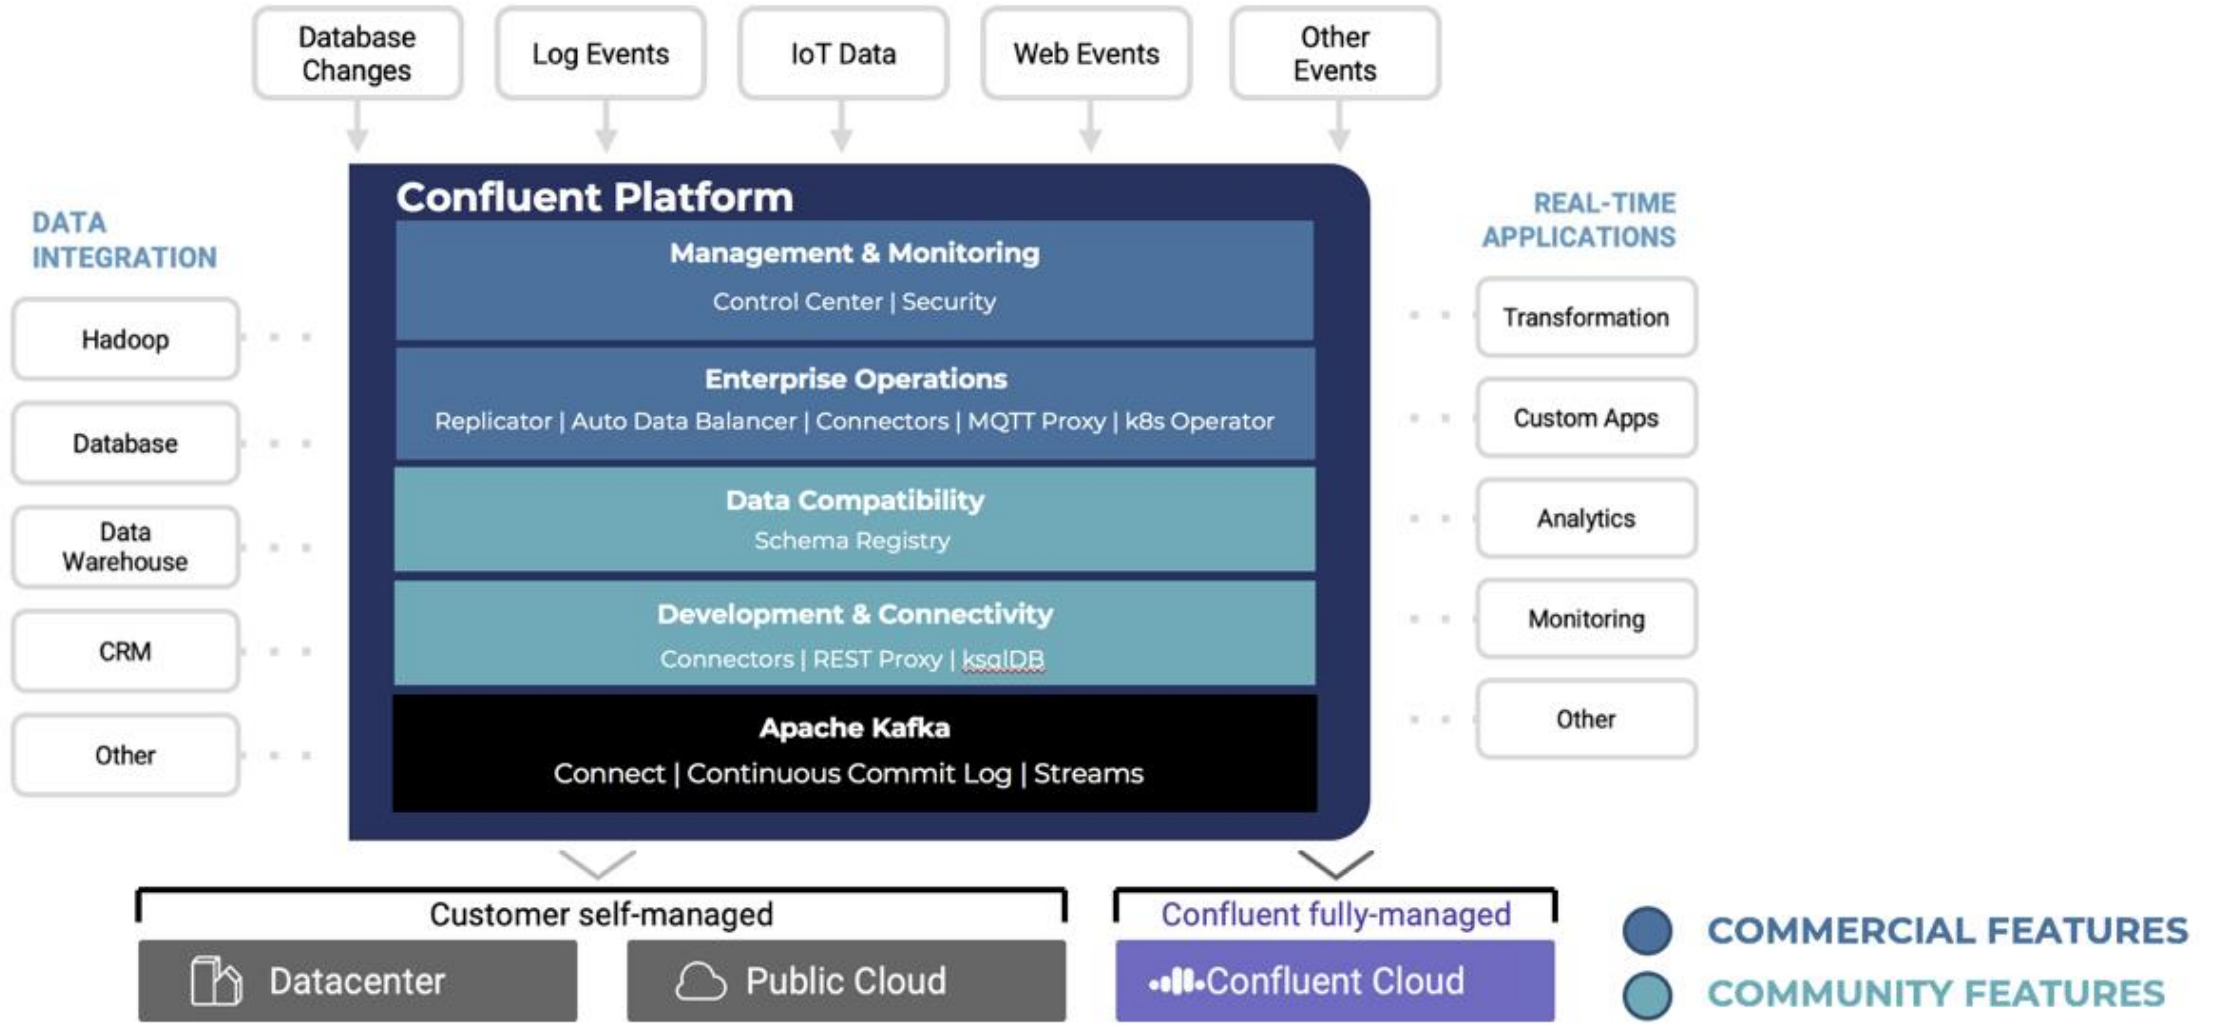 Database
Changes
Log Events
IoT Data
Web Events
Other
Events
DATA
INTEGRATION
Hadoop
Database
Data
Warehouse
CRM
Other
Confluent Platform
Management & Monitoring
Control Center | Security
Enterprise Operations
Replicator | Auto Data Balancer | Connectors | MQTT Proxy | k8s Operator
Data Compatibility
Schema Registry
Development & Connectivity
Connectors | REST Proxy | ksqlDB
Apache Kafka
Connect | Continuous Commit Log | Streams
REAL-TIME
APPLICATIONS
Transformation
Custom Apps
Analytics
Monitoring
Other
Customer self-managed
Datacenter
Public Cloud
Confluent fully-managed
Confluent Cloud
COMMERCIAL FEATURES
COMMUNITY FEATURES